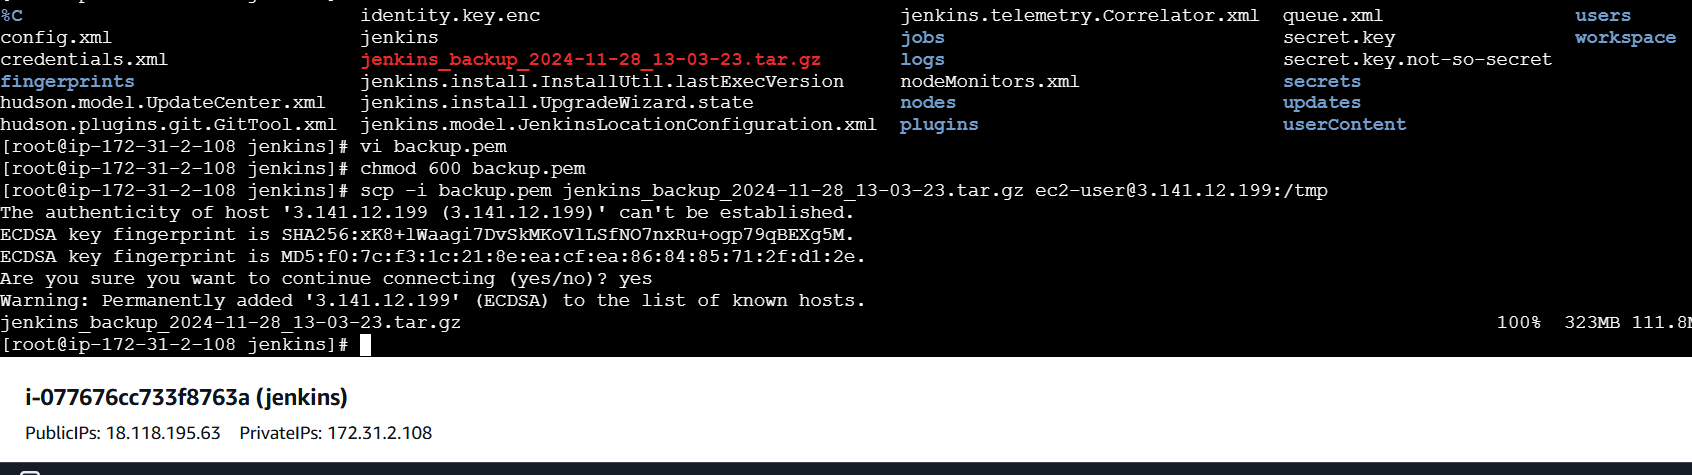 %C identity.key.enc jenkins.telemetry.Correlator.xml queue.xml users
config.xml jenkins jobs secret.key workspace
credentials.xml jenkins_backup_2024-11-28_13-03-23.tar.gz logs secret.key.not-so-secret
fingerprints jenkins.install.InstallUtil.lastExecVersion nodeMonitors.xml secrets
hudson.model.UpdateCenter.xml jenkins.install.UpgradeWizard.state nodes updates
hudson.plugins.git.GitTool.xml jenkins.model.JenkinsLocationConfiguration.xml plugins userContent
[root@ip-172-31-2-108 jenkins]# vi backup.pem
[root@ip-172-31-2-108 jenkins]# chmod 600 backup.pem
[root@ip-172-31-2-108 jenkins]# scp -i backup.pem jenkins_backup_2024-11-28_13-03-23.tar.gz ec2-user@3.141.12.199:/tmp
The authenticity of host '3.141.12.199 (3.141.12.199)' can't be established.
ECDSA key fingerprint is SHA256:xK8+lWaagi7DvSkMKoVlLSfNO7nxRu+ogp79qBEXg5M.
ECDSA key fingerprint is MD5:f0:7c:f3:1c:21:8e:ea:cf:ea:86:84:85:71:2f:d1:2e.
Are you sure you want to continue connecting (yes/no)? yes
Warning: Permanently added '3.141.12.199' (ECDSA) to the list of known hosts.
jenkins_backup_2024-11-28_13-03-23.tar.gz 100% 323MB 111.8M
[root@ip-172-31-2-108 jenkins]#
i-077676cc733f8763a (jenkins)
PublicIPs: 18.118.195.63 PrivateIPs: 172.31.2.108